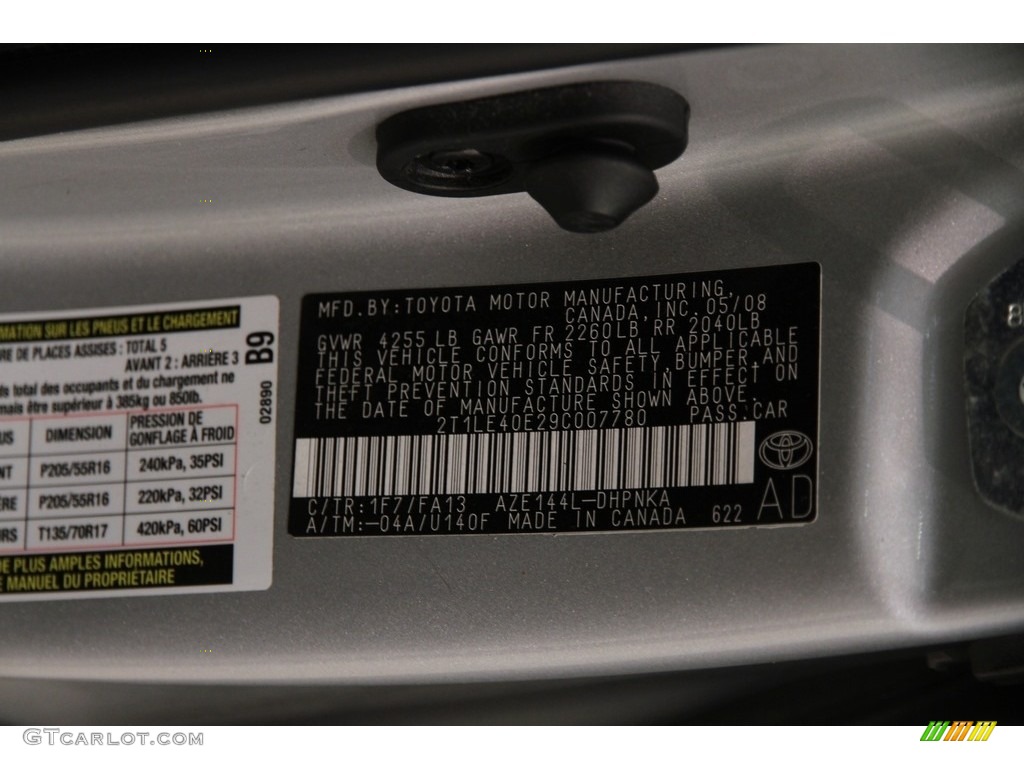 MATION SUR LES PNEUS ET LE CHARGEMENT
RE DE PLACES ASSISES : TOTAL 5
AVANT 2 : ARRIÈRE 3
B9
02890
total des occupants et du chargement ne
mais être supérieur à 385kg ou 850lb.
DIMENSION
PRESSION DE GONFLAGE À FROID
P205/55R16 240kPa, 35PSI
P205/55R16 220kPa, 32PSI
T135/70R17 420kPa, 60PSI
DE PLUS AMPLES INFORMATIONS,
MANUEL DU PROPRIÉTAIRE
MFD.BY:TOYOTA MOTOR MANUFACTURING,
CANADA, INC. 05/08
GVWR 4255 LB GAWR FR 2260LB RR 2040LB
THIS VEHICLE CONFORMS TO ALL APPLICABLE
FEDERAL MOTOR VEHICLE SAFETY,BUMPER,AND
THEFT PREVENTION STANDARDS IN EFFECT ON
THE DATE OF MANUFACTURE SHOWN ABOVE.
2T1LE40E29C007780 PASS.CAR
C/TR:1F7/FA13 AZE144L-DHPNKA
A/TM:-04A/U140F MADE IN CANADA 622
AD
8
GTCARLOT.COM